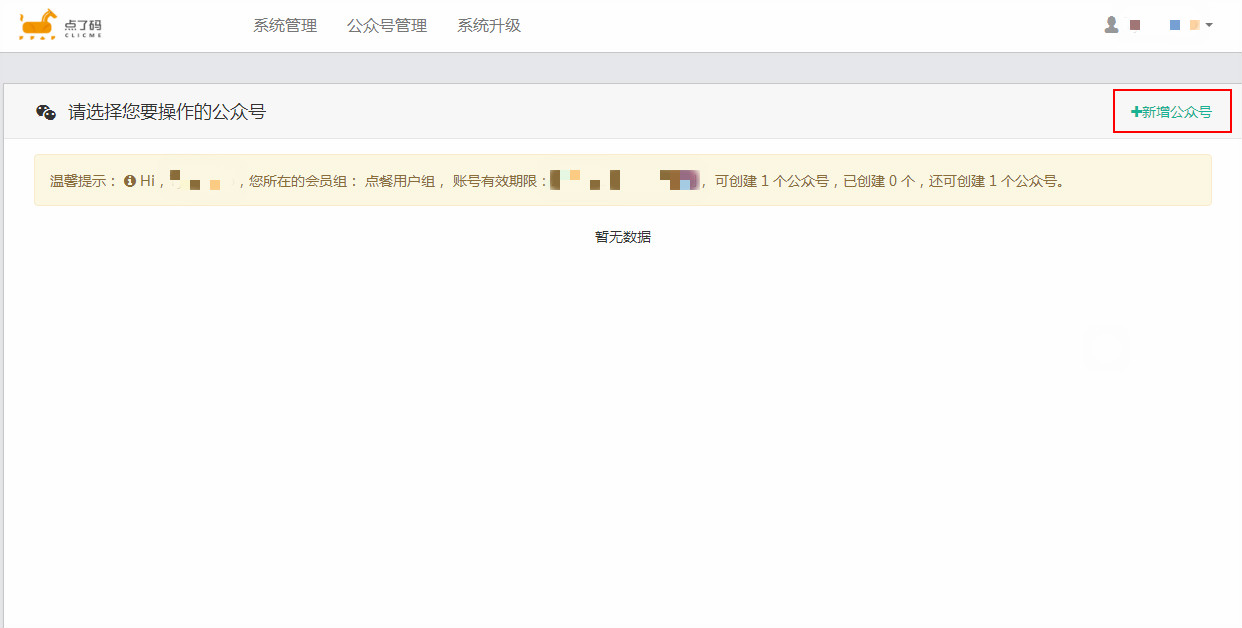 点了码
CLICME
系统管理 公众号管理 系统升级
请选择您要操作的公众号
+新增公众号
温馨提示： Hi , , 您所在的会员组： 点餐用户组 ， 账号有效期限： ， 可创建 1 个公众号 , 已创建 0 个 , 还可创建 1 个公众号。
暂无数据